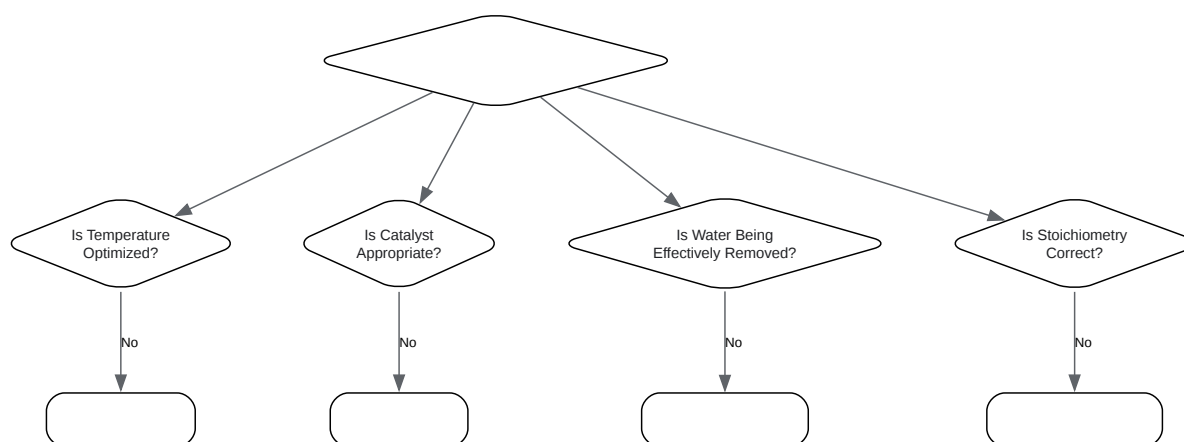 Is Temperature
Optimized?
Is Catalyst
Appropriate?
Is Water Being
Effectively Removed?
Is Stoichiometry
Correct?
No
No
No
No